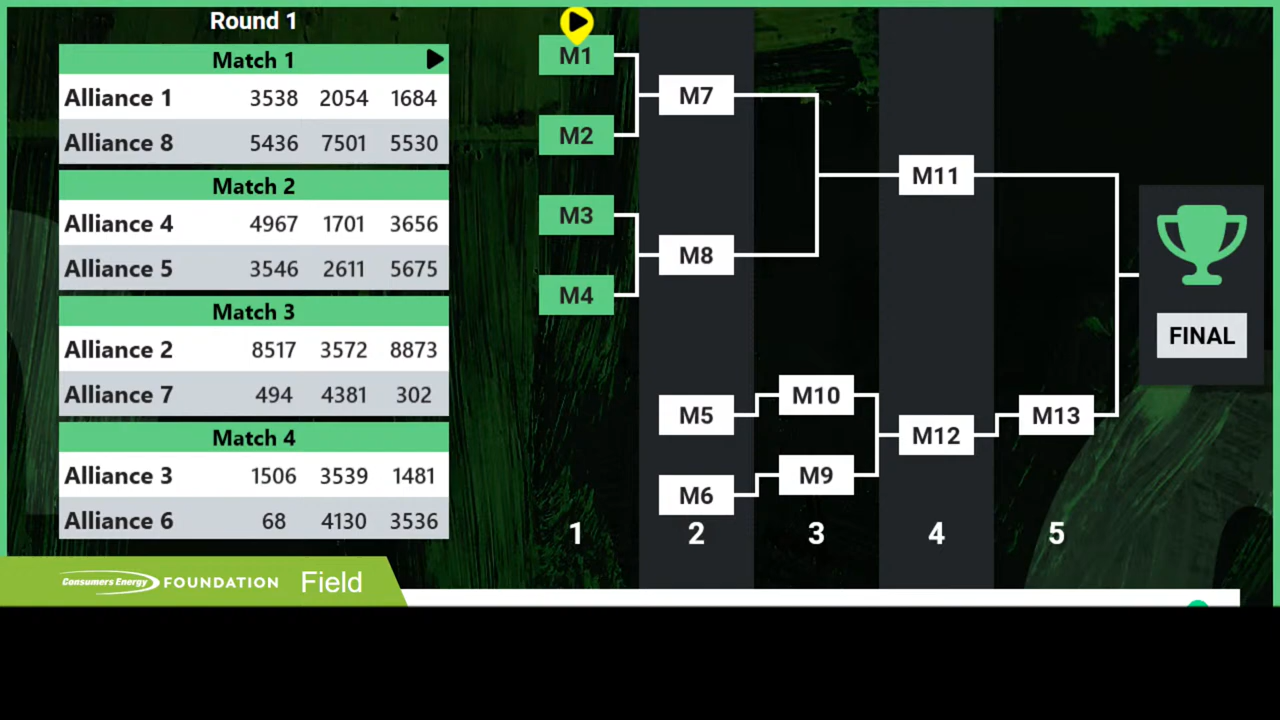 Round 1
Match 1
Alliance 1 3538 2054 1684
Alliance 8 5436 7501 5530
Match 2
Alliance 4 4967 1701 3656
Alliance 5 3546 2611 5675
Match 3
Alliance 2 8517 3572 8873
Alliance 7 494 4381 302
Match 4
Alliance 3 1506 3539 1481
Alliance 6 68 4130 3536
M1
M2
M3
M4
M7
M8
M5
M6
M10
M9
M11
M12
M13
FINAL
1 2 3 4 5
Consumers Energy FOUNDATION Field